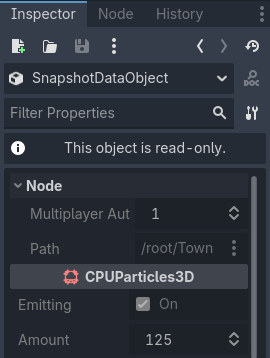 Inspector Node History
SnapshotDataObject
DOC
Filter Properties
This object is read-only.
Node
Multiplayer Aut 1
Path /root/Town
CPUParticles3D
Emitting On
Amount 125